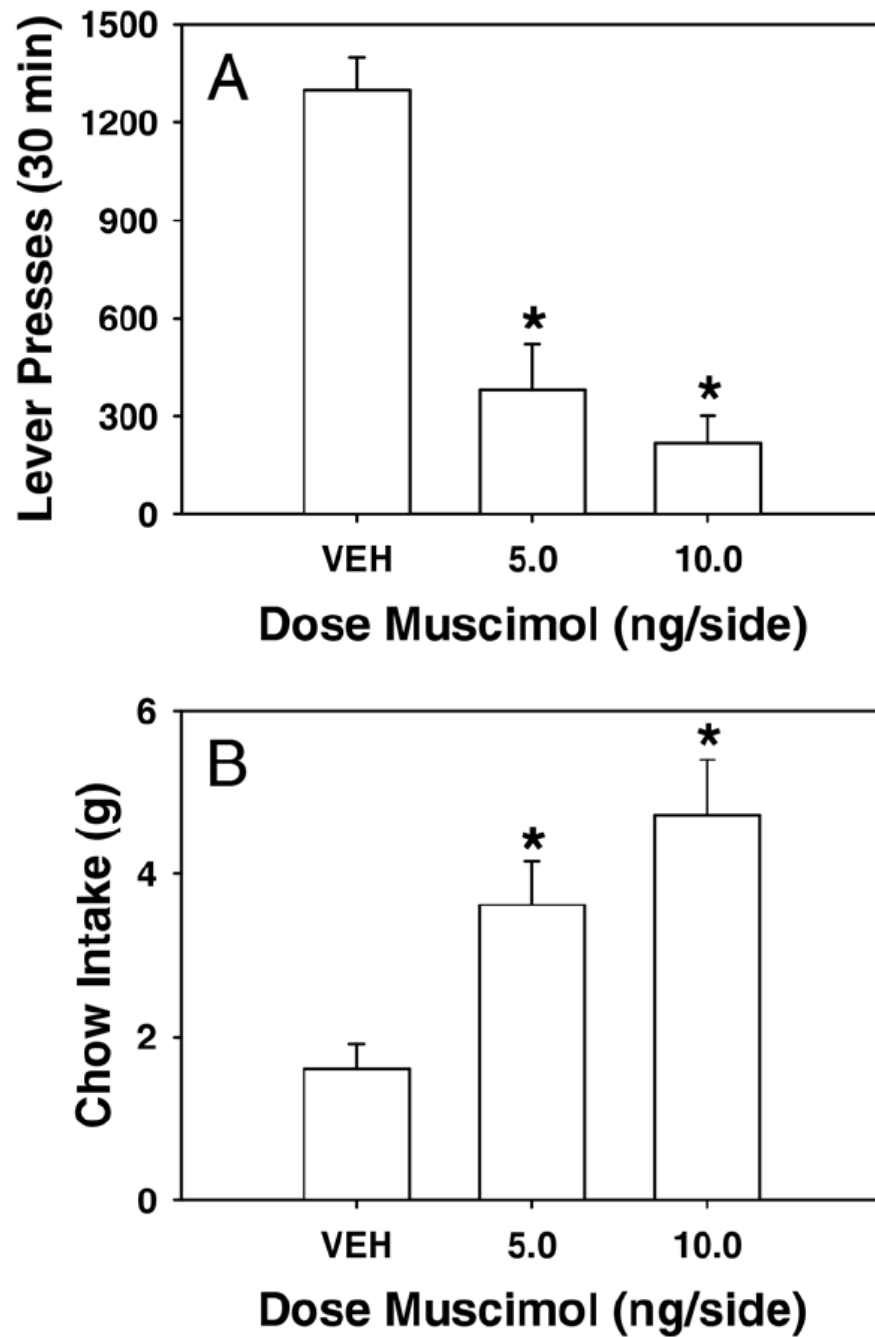 A
Lever Presses (30 min)
1500
1200
900
600
300
0
*
*
VEH 5.0 10.0
Dose Muscimol (ng/side)
B
Chow Intake (g)
6
4
2
0
*
*
VEH 5.0 10.0
Dose Muscimol (ng/side)